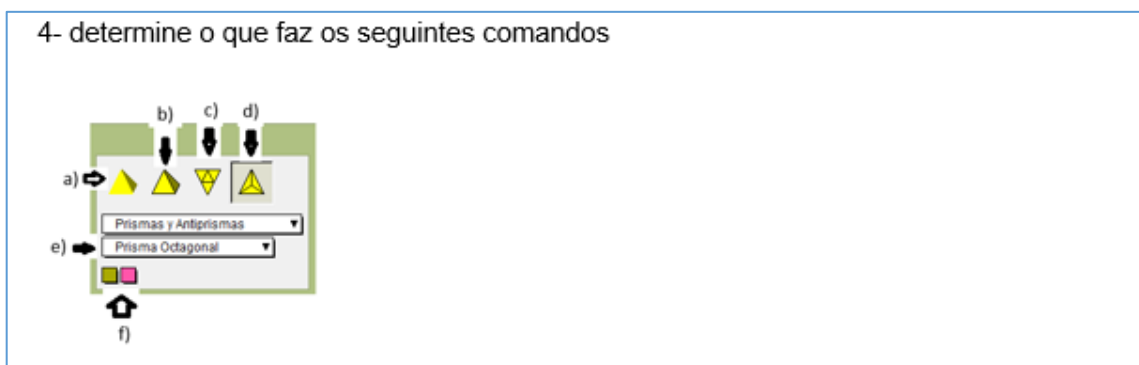 4- determine o que faz os seguintes comandos
b) c) d)
a)
Prismas y Antiprismas
e) Prisma Octagonal
f)